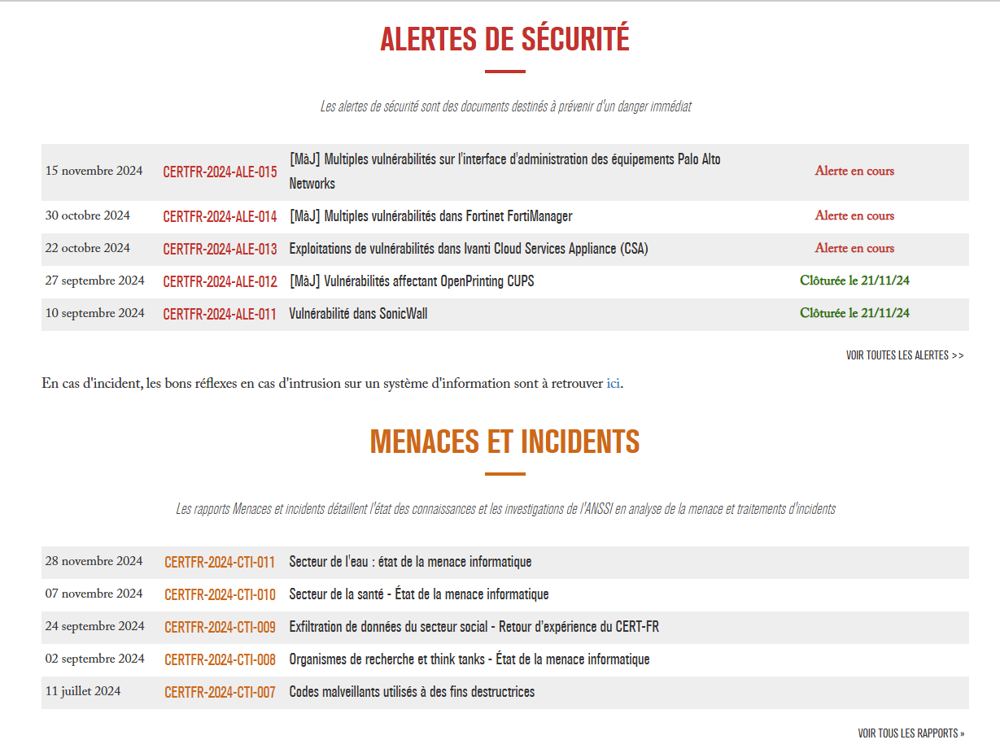 ALERTES DE SÉCURITÉ
Les alertes de sécurité sont des documents destinés à prévenir d'un danger immédiat
15 novembre 2024 CERTFR-2024-ALE-015 [MàJ] Multiples vulnérabilités sur l'interface d'administration des équipements Palo Alto
Networks Alerte en cours
30 octobre 2024 CERTFR-2024-ALE-014 [MàJ] Multiples vulnérabilités dans Fortinet FortiManager Alerte en cours
22 octobre 2024 CERTFR-2024-ALE-013 Exploitations de vulnérabilités dans Ivanti Cloud Services Appliance (CSA) Alerte en cours
27 septembre 2024 CERTFR-2024-ALE-012 [MàJ] Vulnérabilités affectant OpenPrinting CUPS Clôturée le 21/11/24
10 septembre 2024 CERTFR-2024-ALE-011 Vulnérabilité dans SonicWall Clôturée le 21/11/24
VOIR TOUTES LES ALERTES >>
En cas d'incident, les bons réflexes en cas d'intrusion sur un système d'information sont à retrouver ici.
MENACES ET INCIDENTS
Les rapports Menaces et incidents détaillent l'état des connaissances et les investigations de l'ANSSI en analyse de la menace et traitements d'incidents
28 novembre 2024 CERTFR-2024-CTI-011 Secteur de l'eau : état de la menace informatique
07 novembre 2024 CERTFR-2024-CTI-010 Secteur de la santé - État de la menace informatique
24 septembre 2024 CERTFR-2024-CTI-009 Exfiltration de données du secteur social - Retour d’expérience du CERT-FR
02 septembre 2024 CERTFR-2024-CTI-008 Organismes de recherche et think tanks - État de la menace informatique
11 juillet 2024 CERTFR-2024-CTI-007 Codes malveillants utilisés à des fins destructrices
VOIR TOUS LES RAPPORTS »